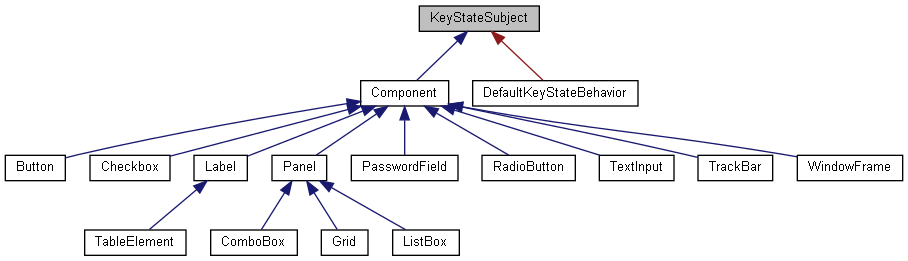 KeyStateSubject
Component
DefaultKeyStateBehavior
Button
Checkbox
Label
Panel
PasswordField
RadioButton
TextInput
TrackBar
WindowFrame
TableElement
ComboBox
Grid
ListBox